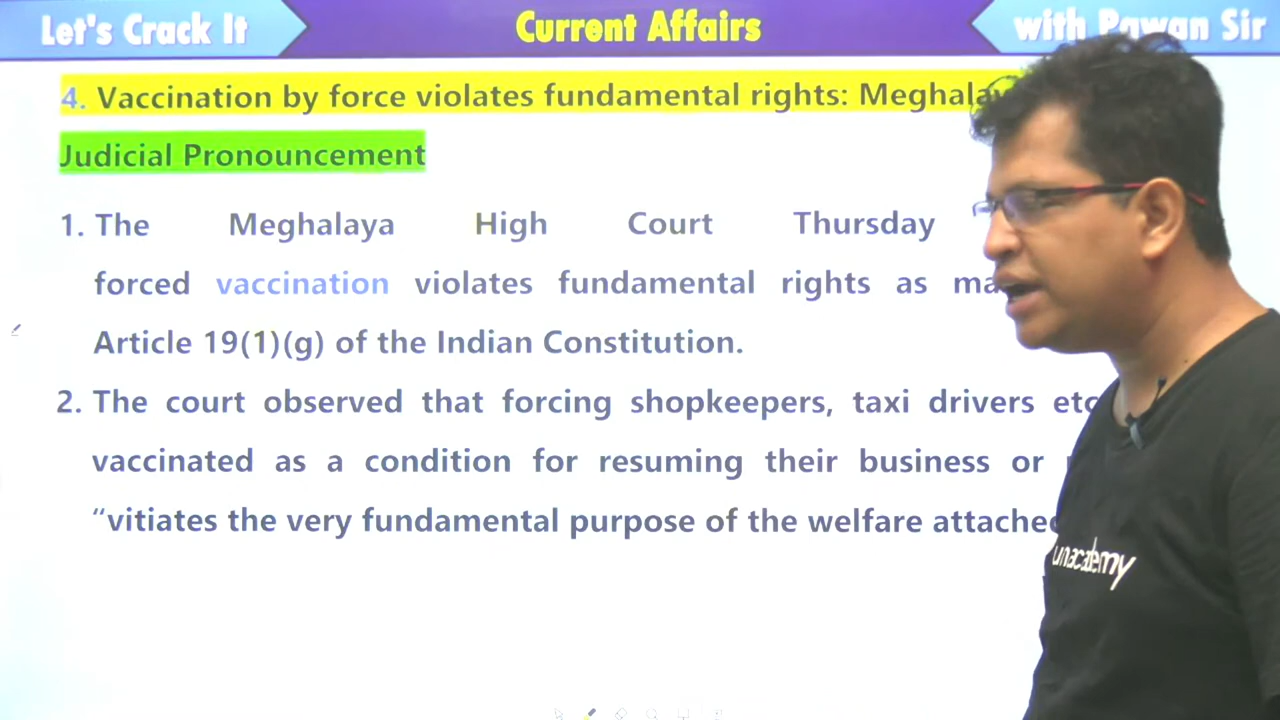 Let's Crack It
Current Affairs
with Pawan Sir
4. Vaccination by force violates fundamental rights:
Judicial Pronouncement
1. The Meghalaya High Court Thursday
forced vaccination violates fundamental rights as
Article 19(1)(g) of the Indian Constitution.
2. The court observed that forcing shopkeepers, taxi drivers etc
vaccinated as a condition for resuming their business or
“vitiates the very fundamental purpose of the welfare attached
unacademy